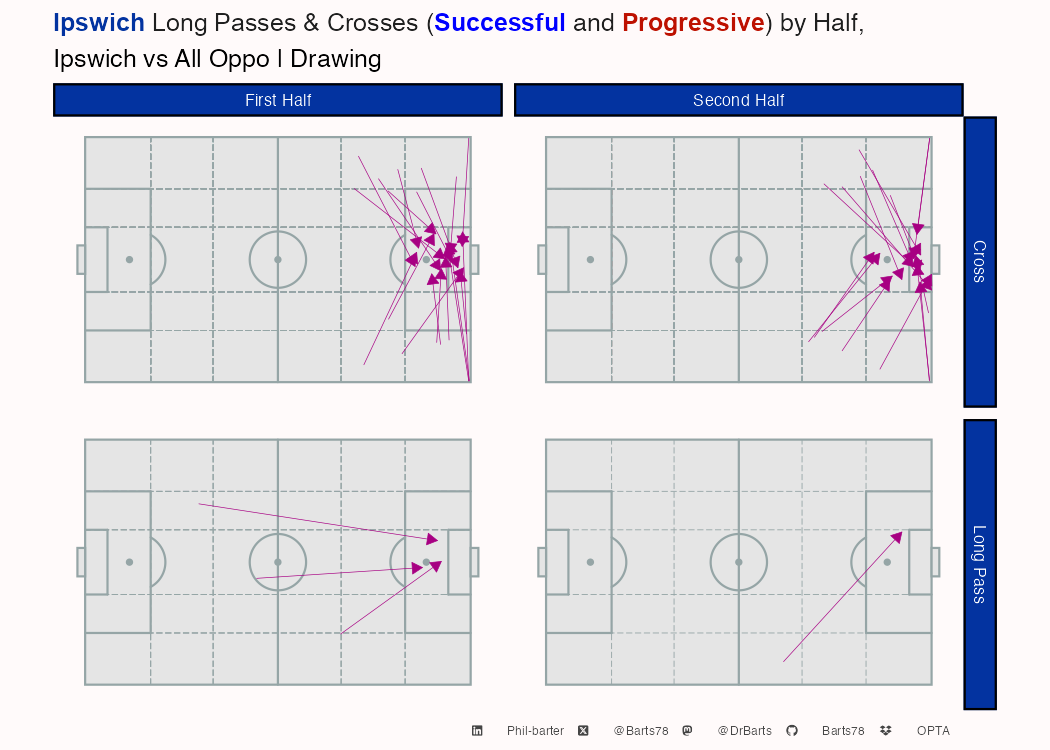 Ipswich Long Passes & Crosses (Successful and Progressive) by Half,
Ipswich vs All Oppo | Drawing
First Half
Second Half
Cross
Long Pass
Phil-barter @Barts78 @DrBarts Barts78 OPTA